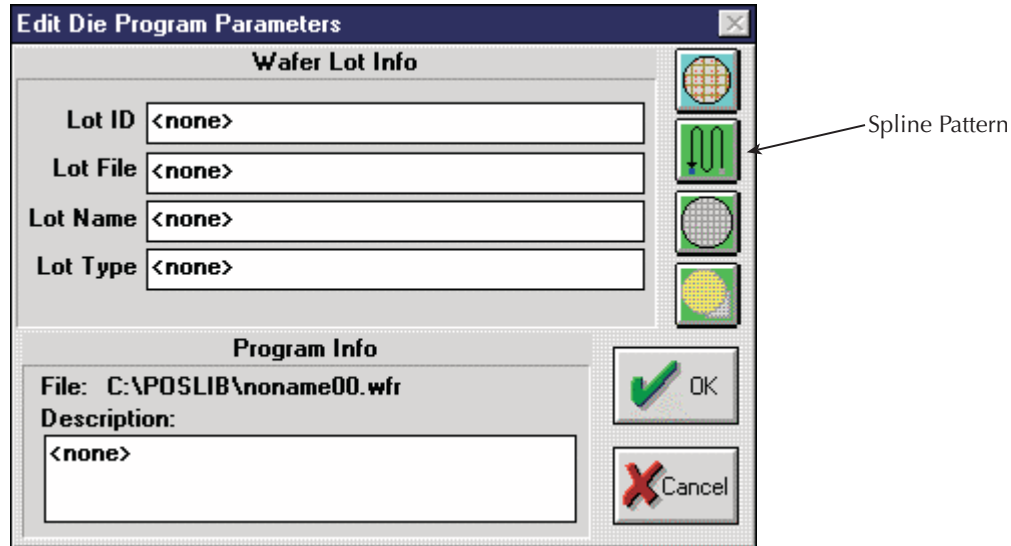 Edit Die Program Parameters
Wafer Lot Info
Lot ID <none>
Lot File <none>
Lot Name <none>
Lot Type <none>
Spline Pattern
Program Info
File: C:\POSLIB\noname00.wfr
Description:
<none>
OK
Cancel